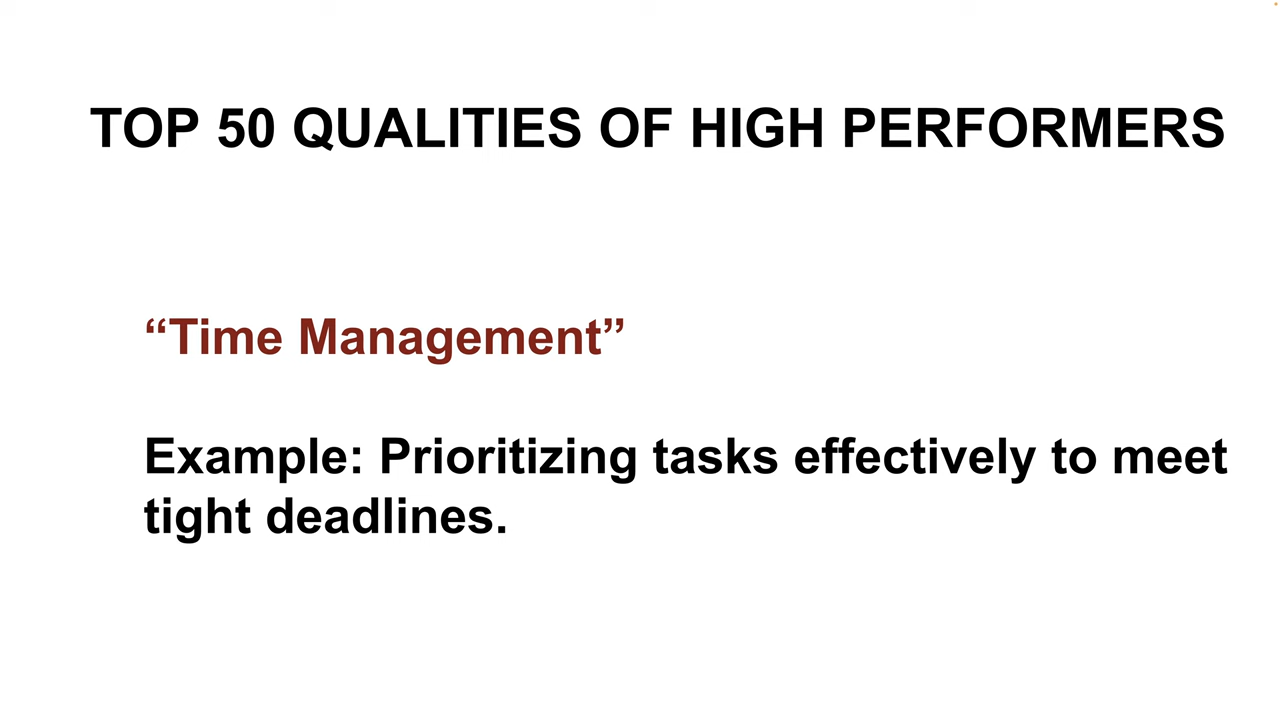 TOP 50 QUALITIES OF HIGH PERFORMERS
“Time Management”
Example: Prioritizing tasks effectively to meet
tight deadlines.